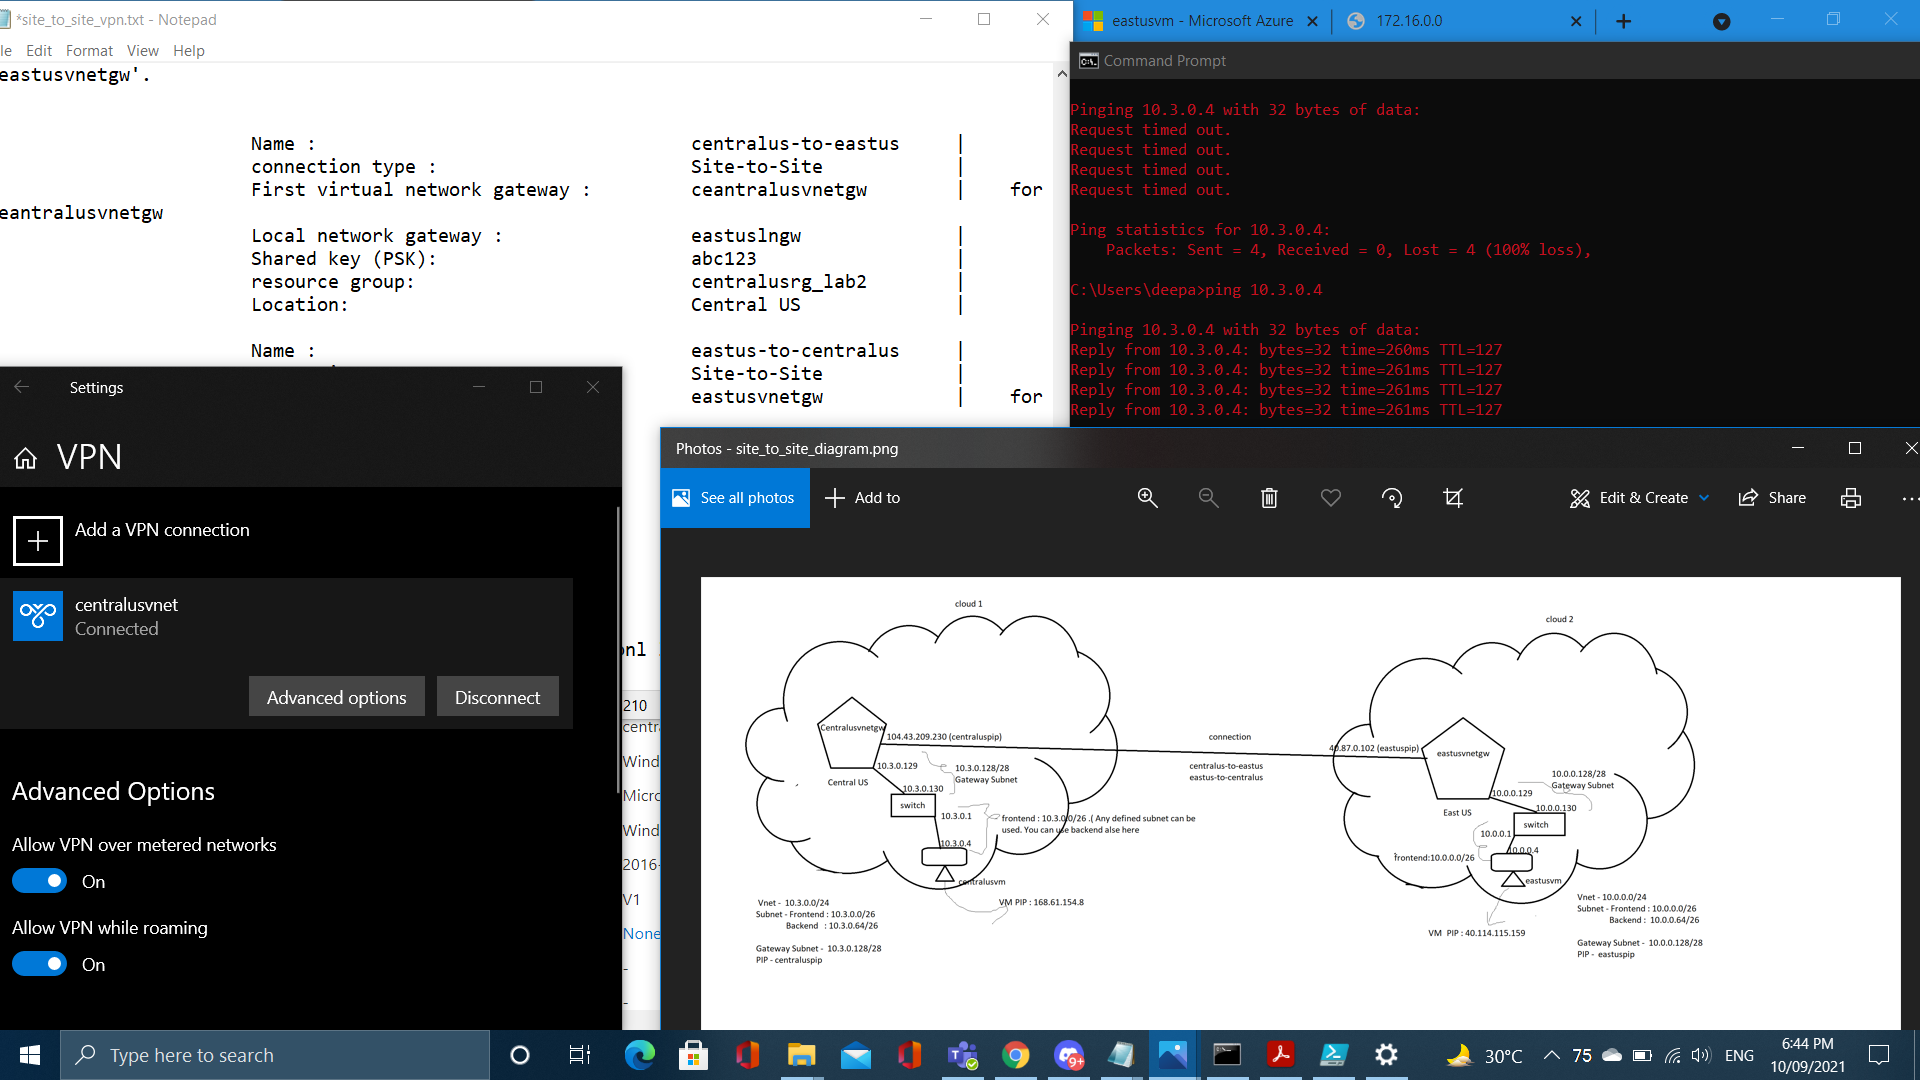 *site_to_site_vpn.txt - Notepad
Edit Format View Help
eastusvnetgw'.
Name : centralus-to-eastus |
connection type : Site-to-Site |
First virtual network gateway : ceantralusvnetgw | for
eantralusvnetgw
Local network gateway : eastuslngw |
Shared key (PSK): abc123 |
resource group: centralusrg_lab2 |
Location: Central US |
Name : eastus-to-centralus |
Site-to-Site |
eastusvnetgw | for
eastusvm - Microsoft Azure
172.16.0.0
Command Prompt
Pinging 10.3.0.4 with 32 bytes of data:
Request timed out.
Request timed out.
Request timed out.
Request timed out.
Ping statistics for 10.3.0.4:
Packets: Sent = 4, Received = 0, Lost = 4 (100% loss),
C:\Users\deepa>ping 10.3.0.4
Pinging 10.3.0.4 with 32 bytes of data:
Reply from 10.3.0.4: bytes=32 time=260ms TTL=127
Reply from 10.3.0.4: bytes=32 time=261ms TTL=127
Reply from 10.3.0.4: bytes=32 time=261ms TTL=127
Reply from 10.3.0.4: bytes=32 time=261ms TTL=127
Settings
VPN
Add a VPN connection
centralusvnet
Connected
Advanced options
Disconnect
Advanced Options
Allow VPN over metered networks
On
Allow VPN while roaming
On
210
centra
Wind
Micro
Wind
2016-
V1
None
-
-
Photos - site_to_site_diagram.png
See all photos
Add to
Edit & Create
Share
cloud 1
Centralusvnetgw
104.43.209.230 (centraluspip)
Central US
10.3.0.129
10.3.0.128/28
Gateway Subnet
10.3.0.130
switch
10.3.0.1
frontend : 10.3.0.0/26 .( Any defined subnet can be
used. You can use backend alse here
10.3.0.4
centralusvm
VM PIP : 168.61.154.8
Vnet - 10.3.0.0/24
Subnet - Frontend : 10.3.0.0/26
Backend : 10.3.0.64/26
Gateway Subnet - 10.3.0.128/28
PIP - centraluspip
connection
centralus-to-eastus
eastus-to-centralus
cloud 2
40.87.0.102 (eastuspip)
eastusvnetgw
East US
10.0.0.128/28
Gateway Subnet
10.0.0.129
10.0.0.130
switch
10.0.0.1
10.0.0.4
frontend:10.0.0.0/26
eastusvm
VM PIP : 40.114.115.159
Vnet - 10.0.0.0/24
Subnet - Frontend : 10.0.0.0/26
Backend : 10.0.0.64/26
Gateway Subnet - 10.0.0.128/28
PIP - eastuspip
Type here to search
9+
30°C
75
ENG
6:44 PM
10/09/2021